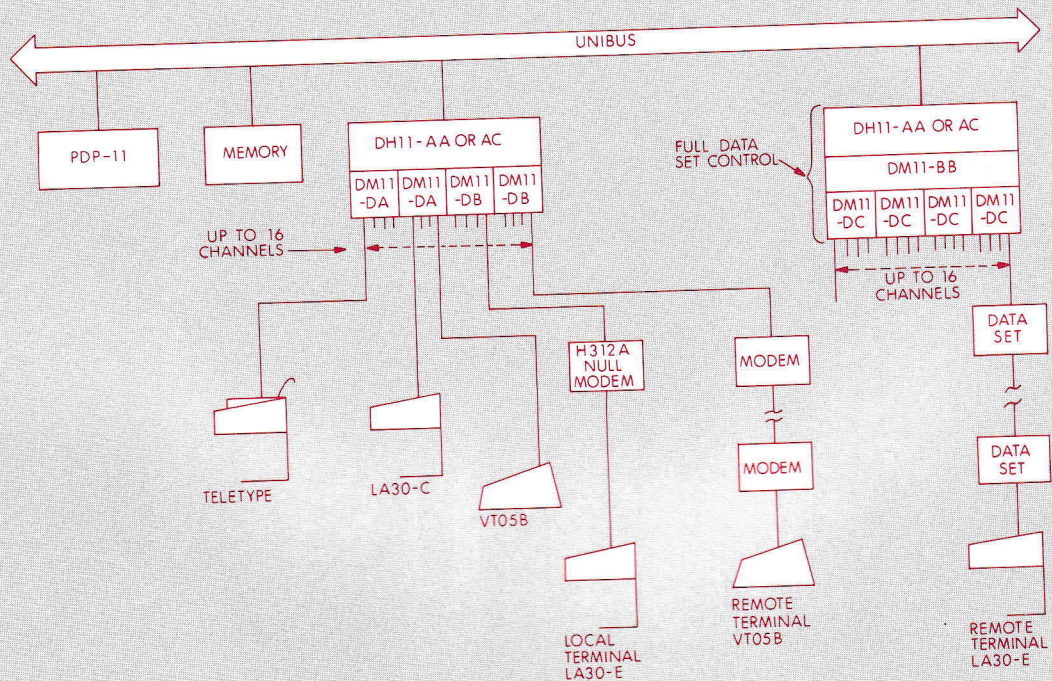 UNIBUS
PDP-11
MEMORY
DH11-AA OR AC
DM11
-DA
DM11
-DA
DM11
-DB
DM11
-DB
UP TO 16
CHANNELS
FULL DATA
SET CONTROL
DH11-AA OR AC
DM11-BB
DM11
-DC
DM11
-DC
DM11
-DC
DM11
-DC
UP TO 16
CHANNELS
H312A
NULL
MODEM
MODEM
DATA
SET
MODEM
DATA
SET
TELETYPE
LA30-C
VT05B
LOCAL
TERMINAL
LA30-E
REMOTE
TERMINAL
VT05B
REMOTE
TERMINAL
LA30-E